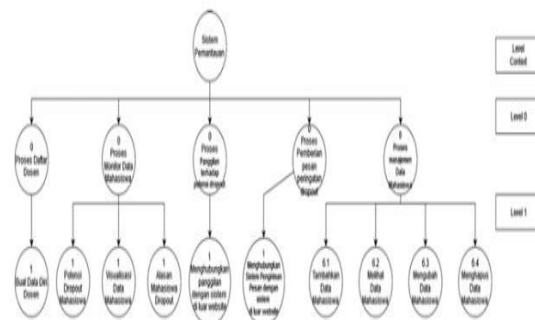 Sistem
Pemantauan
Level
Context
Level 0
0
Proses Daftar
Dosen
0
Proses
Monitor Data
Mahasiswa
0
Proses
Panggilan
terhadap
potensi dropout
0
Proses
Pemberian
pesan
peringatan
dropout
0
Proses
manajemen
Data
Mahasiswa
Level 1
1
Buat Data Diri
Dosen
1
Potensi
Dropout
Mahasiswa
1
Visualisasi
Data
Mahasiswa
1
Alasan
Mahasiswa
Dropout
1
Menghubungkan
panggilan
dengan sistem
di luar website
1
Menghubungkan
Sistem Pengiriman
Pesan dengan
sistem
di luar website
6.1
Tambahkan
Data
Mahasiswa
6.2
Melihat
Data
Mahasiswa
6.3
Mengubah
Data
Mahasiswa
6.4
Menghapus
Data
Mahasiswa